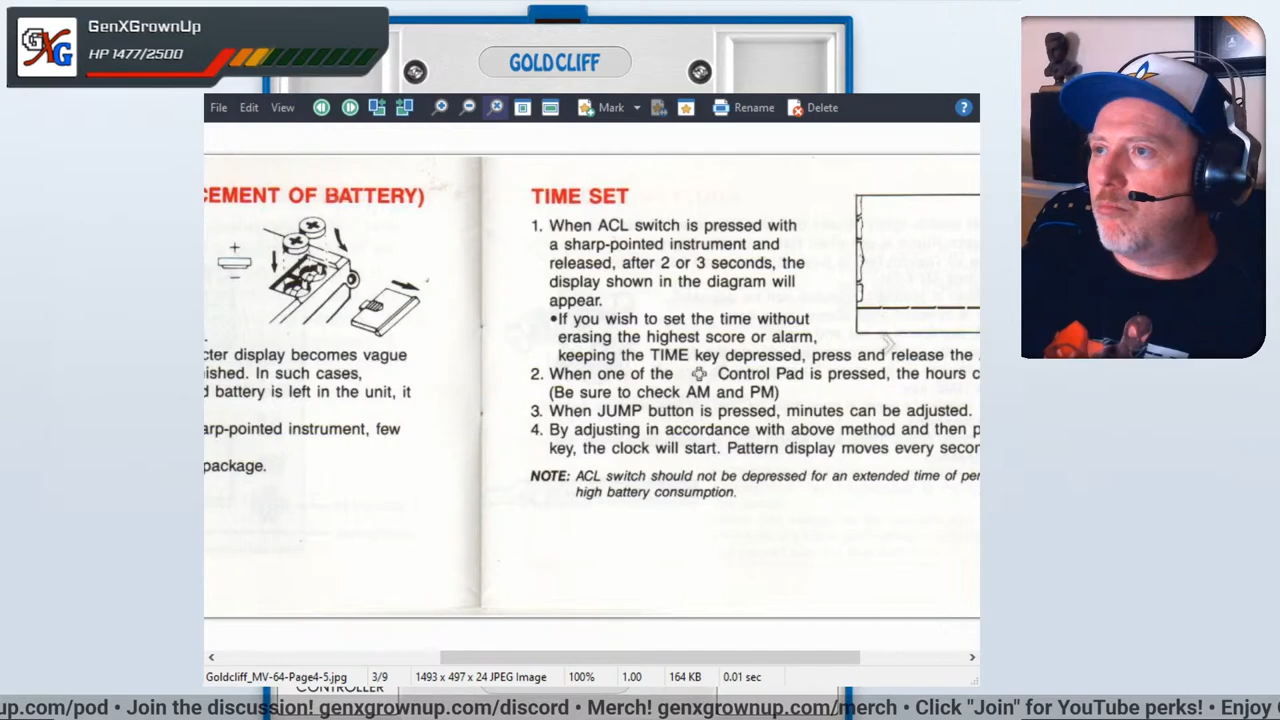 GenXGrownUp
HP 1477/2500
GXG
GOLD CLIFF
File Edit View
Mark
Rename
Delete
CEMENT OF BATTERY)
cter display becomes vague
ished. In such cases,
d battery is left in the unit, it
arp-pointed instrument, few
package.
TIME SET
1. When ACL switch is pressed with
a sharp-pointed instrument and
released, after 2 or 3 seconds, the
display shown in the diagram will
appear.
•If you wish to set the time without
erasing the highest score or alarm,
keeping the TIME key depressed, press and release the
2. When one of the Control Pad is pressed, the hours c
(Be sure to check AM and PM)
3. When JUMP button is pressed, minutes can be adjusted.
4. By adjusting in accordance with above method and then p
key, the clock will start. Pattern display moves every secon
NOTE: ACL switch should not be depressed for an extended time of per
high battery consumption.
Goldcliff_MV-64-Page4-5.jpg 3/9 1493 x 497 x 24 JPEG Image 100% 1.00 164 KB 0.01 sec
CONTROLLER
up.com/pod • Join the discussion! genxgrownup.com/discord • Merch! genxgrownup.com/merch • Click "Join" for YouTube perks! • Enjoy